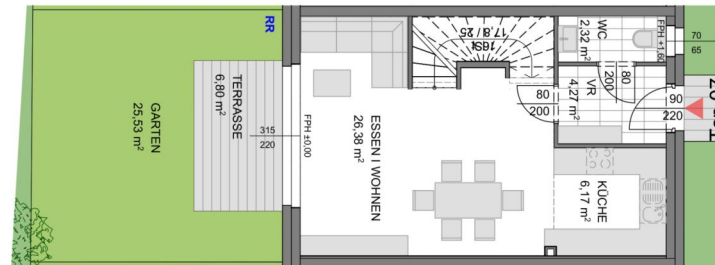 RR
GARTEN
25,53 m²
TERRASSE
6,80 m²
315
220
FPH ±0,00
ESSEN I WOHNEN
26,38 m²
16St
17,8 / 25
WC
2,32 m²
FPH +1,60
70
65
80
200
VR
4,27 m²
80
200
90
220
KÜCHE
6,17 m²